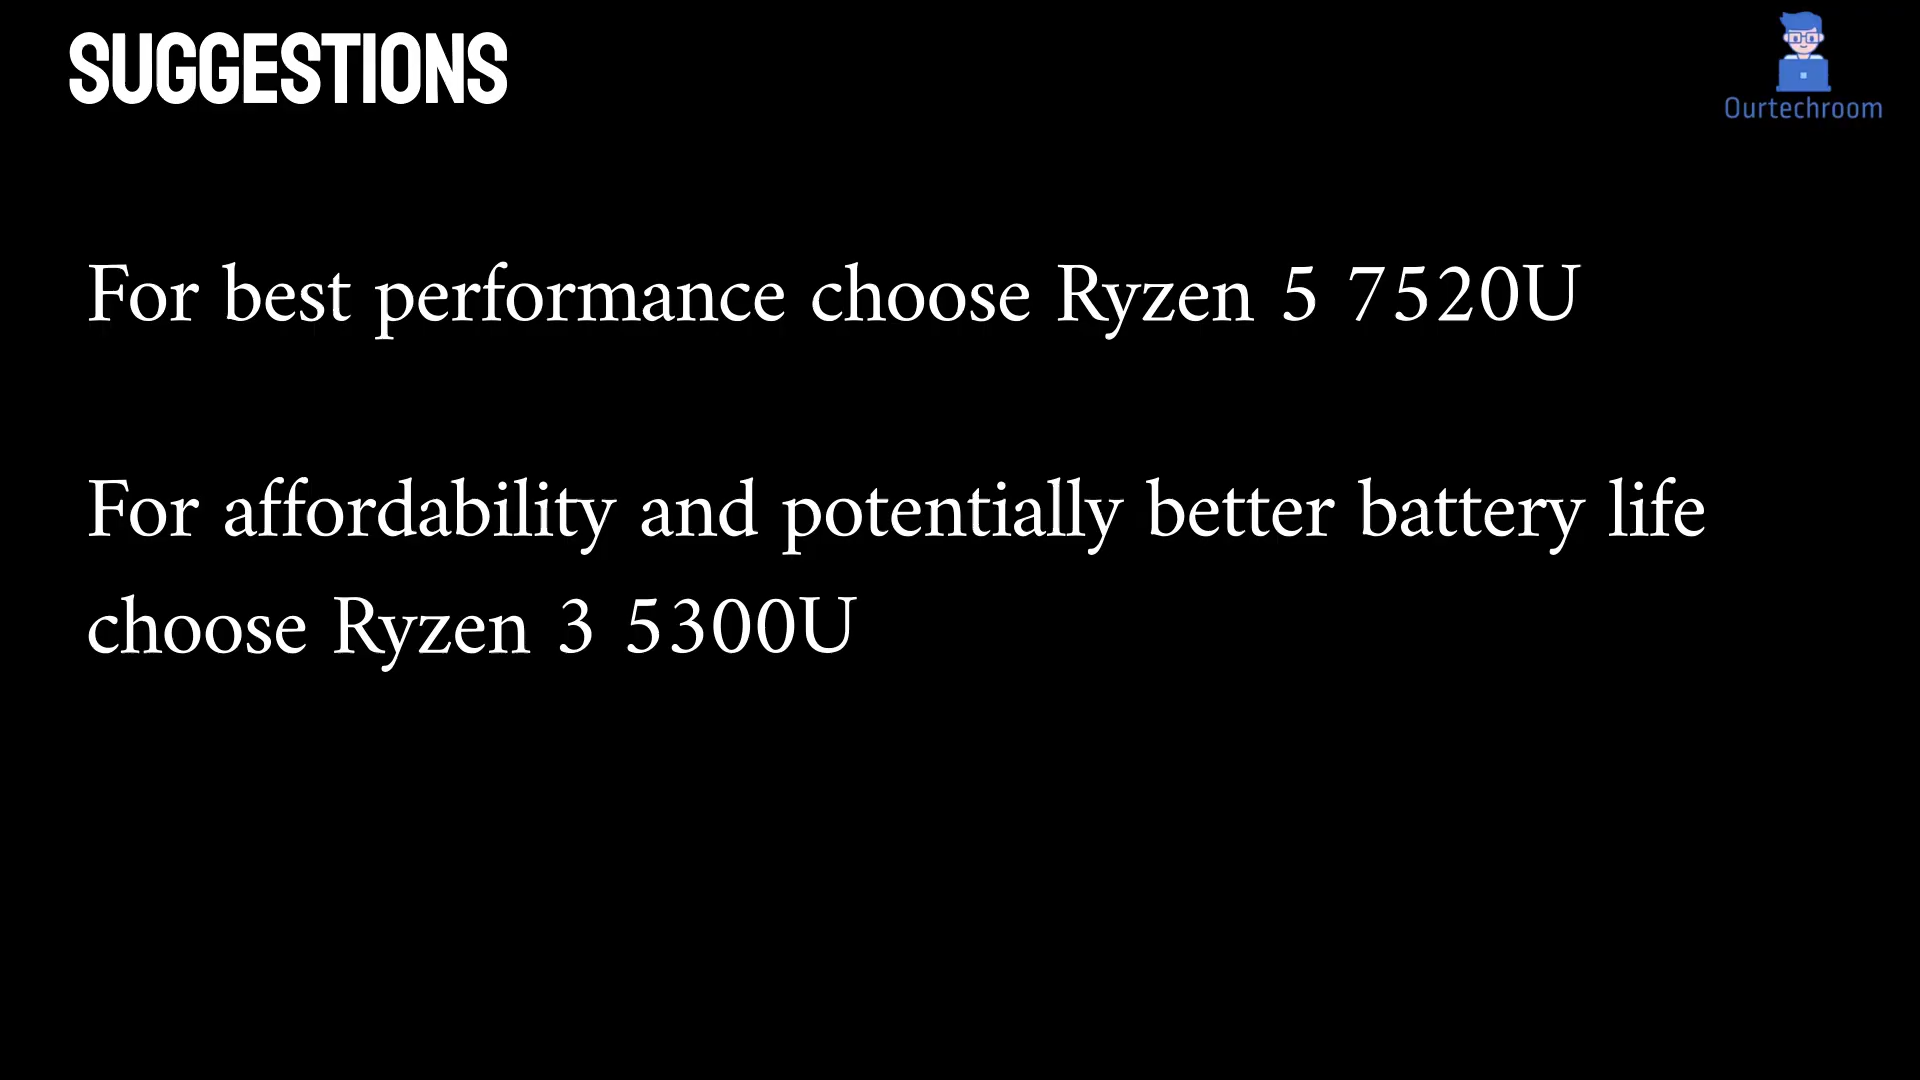 SUGGESTIONS
Ourtechroom
For best performance choose Ryzen 5 7520U
For affordability and potentially better battery life
choose Ryzen 3 5300U